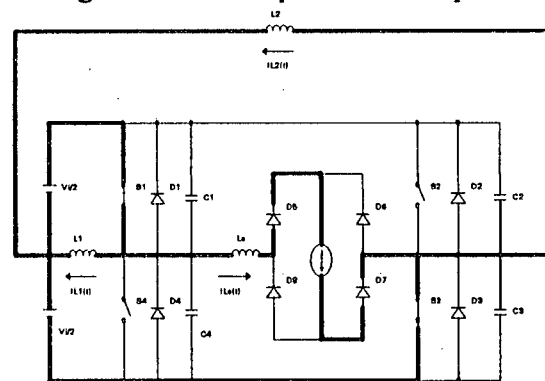 L2
IL2(t)
Vi/2
S1
D1
C1
D5
D6
S2
D2
C2
L1
IL1(t)
Ls
ILs(t)
Vi/2
S4
D4
C4
D8
D7
S3
D3
C3